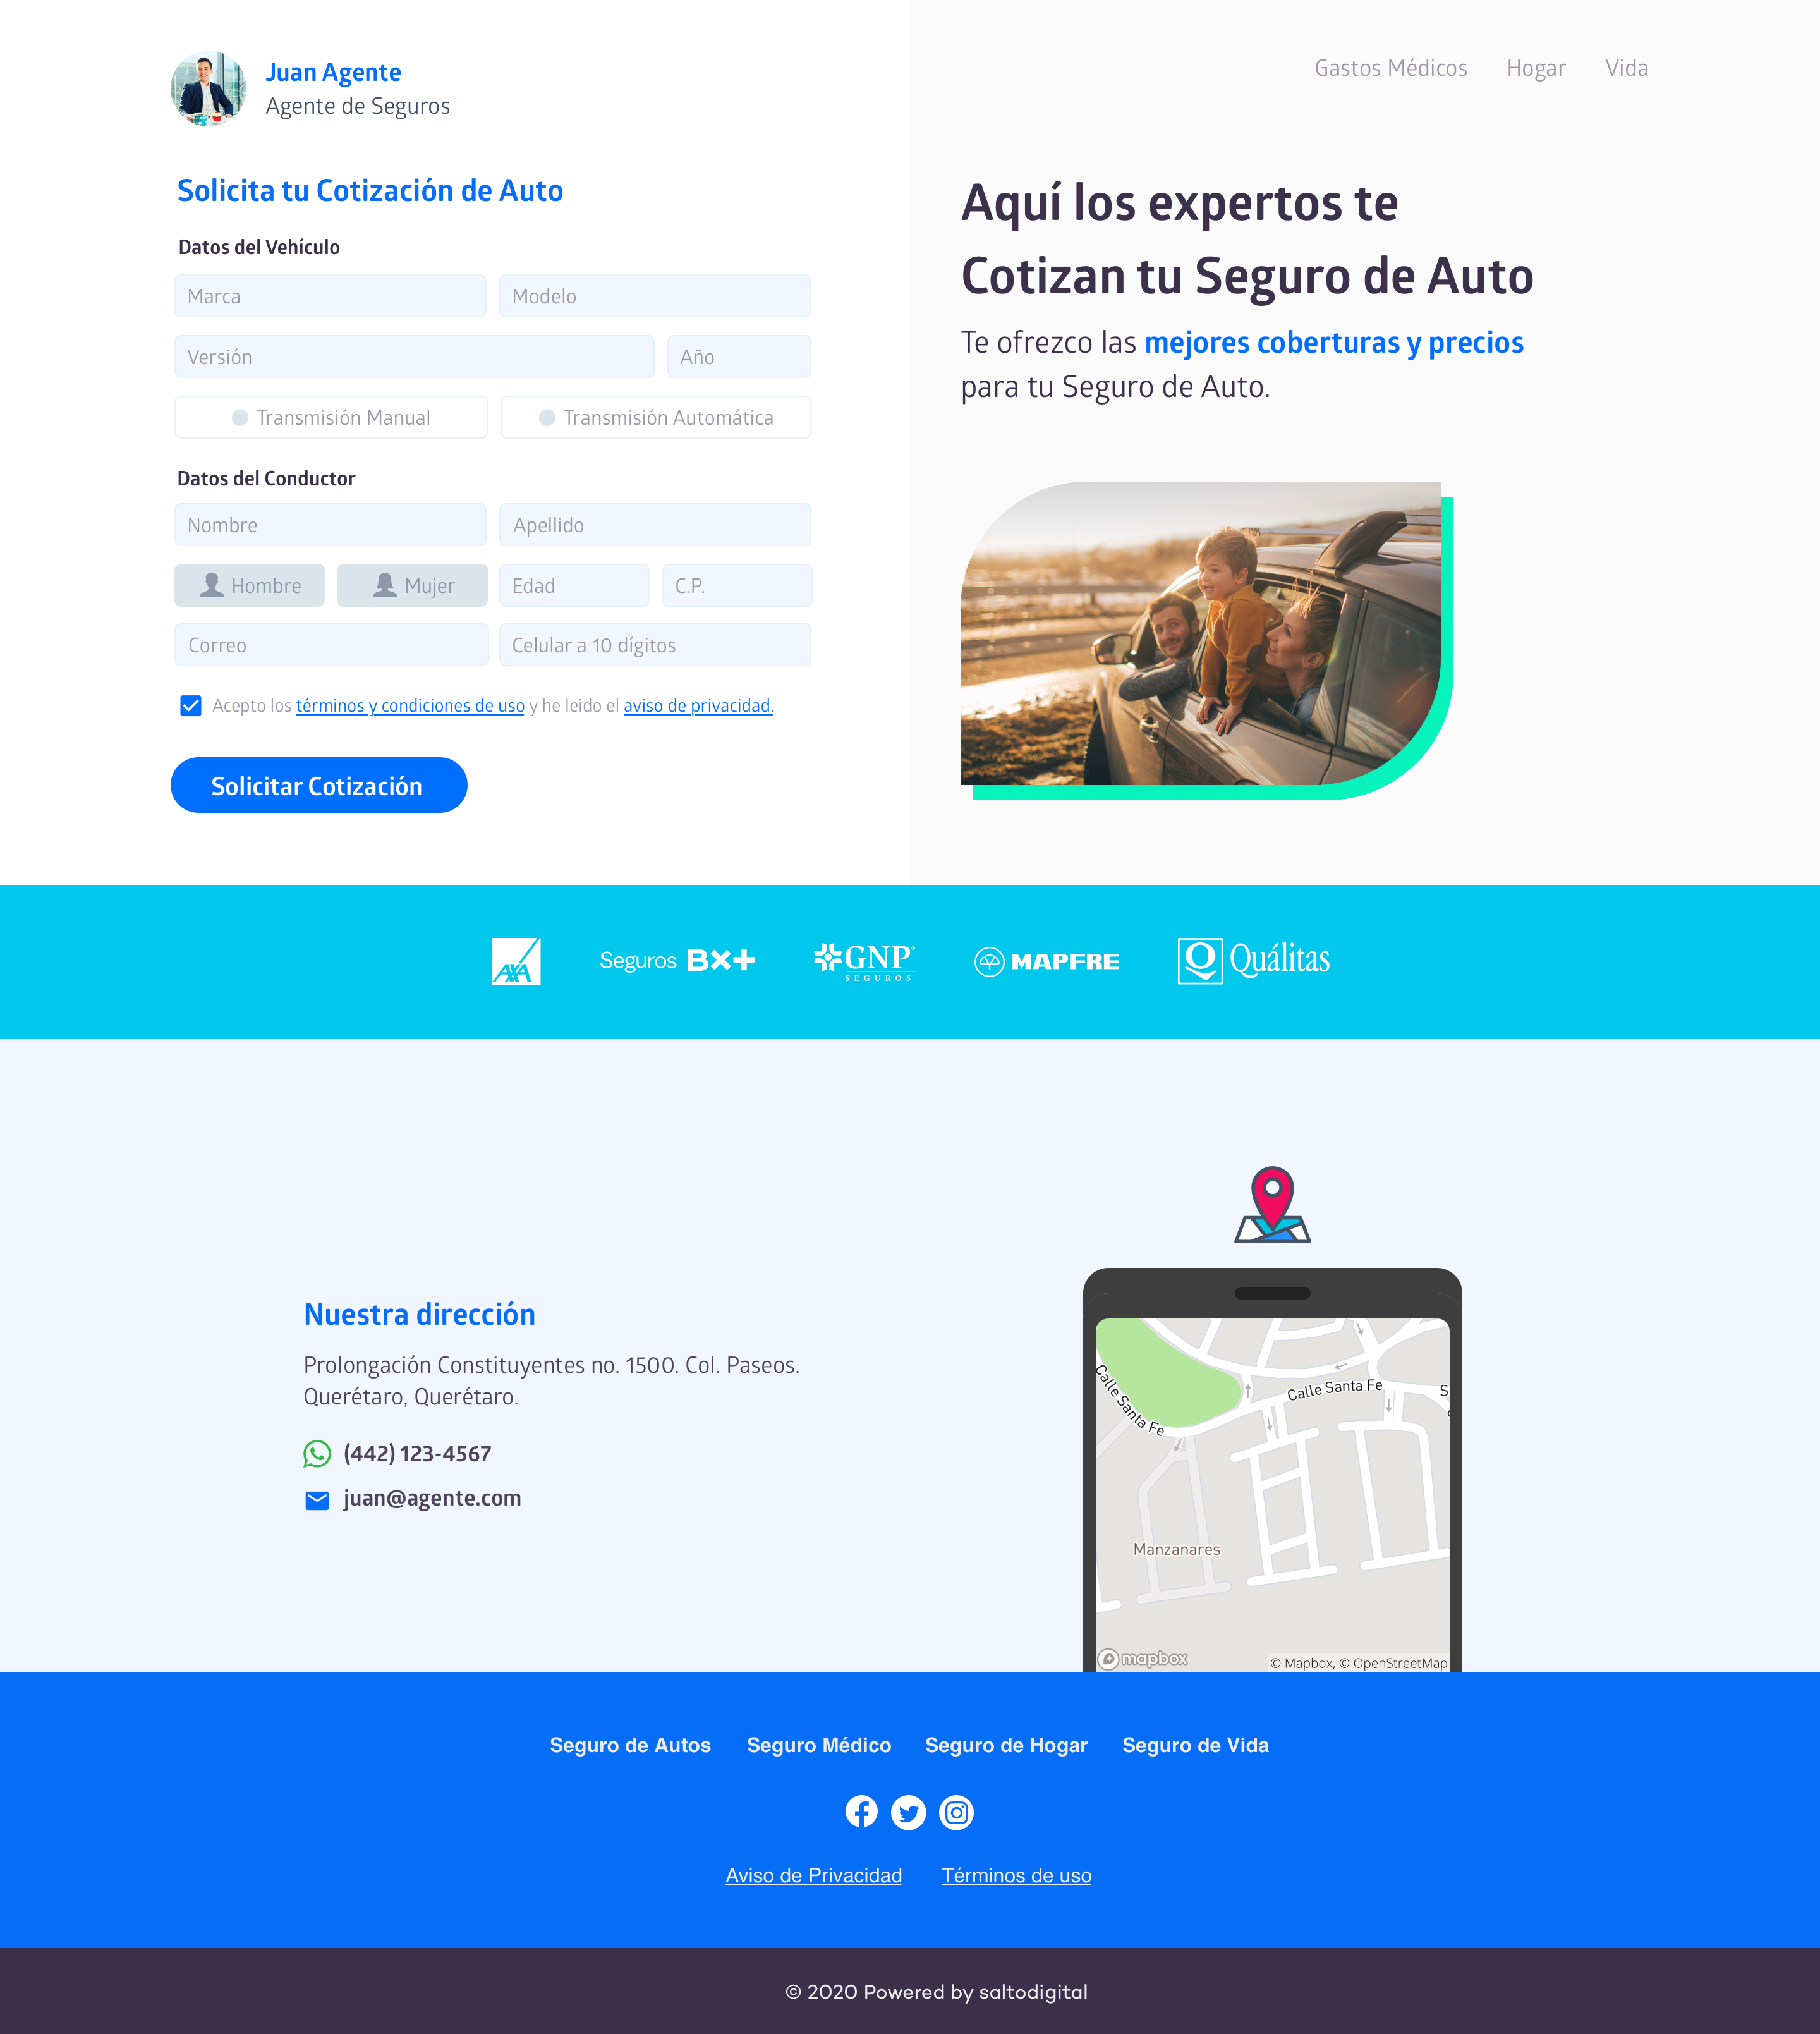 Juan Agente
Agente de Seguros
Gastos Médicos Hogar Vida
Solicita tu Cotización de Auto
Datos del Vehículo
Marca Modelo
Versión Año
Transmisión Manual Transmisión Automática
Datos del Conductor
Nombre Apellido
Hombre Mujer Edad C.P.
Correo Celular a 10 dígitos
Acepto los términos y condiciones de uso y he leido el aviso de privacidad.
Solicitar Cotización
Aquí los expertos te
Cotizan tu Seguro de Auto
Te ofrezco las mejores coberturas y precios
para tu Seguro de Auto.
AXA
Seguros BX+
GNP
SEGUROS
MAPFRE
Q Quálitas
Nuestra dirección
Prolongación Constituyentes no. 1500. Col. Paseos.
Querétaro, Querétaro.
(442) 123-4567
juan@agente.com
Calle Santa Fe
Calle Santa Fe
S
Manzanares
mapbox
© Mapbox, © OpenStreetMap
Seguro de Autos Seguro Médico Seguro de Hogar Seguro de Vida
Aviso de Privacidad Términos de uso
© 2020 Powered by saltodigital